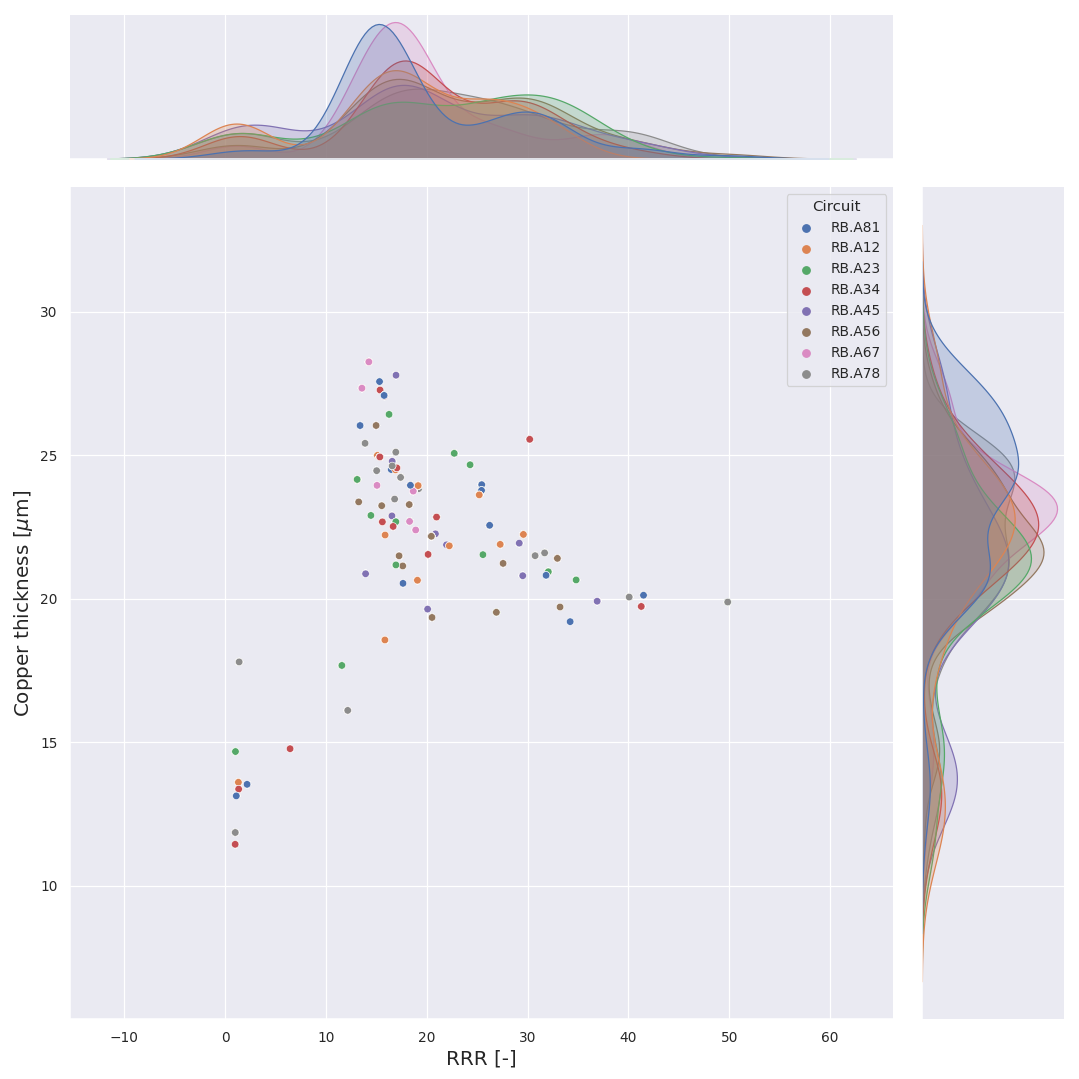 Circuit
RB.A81
RB.A12
RB.A23
RB.A34
RB.A45
RB.A56
RB.A67
RB.A78
30
25
20
15
10
Copper thickness [μm]
−10 0 10 20 30 40 50 60
RRR [-]